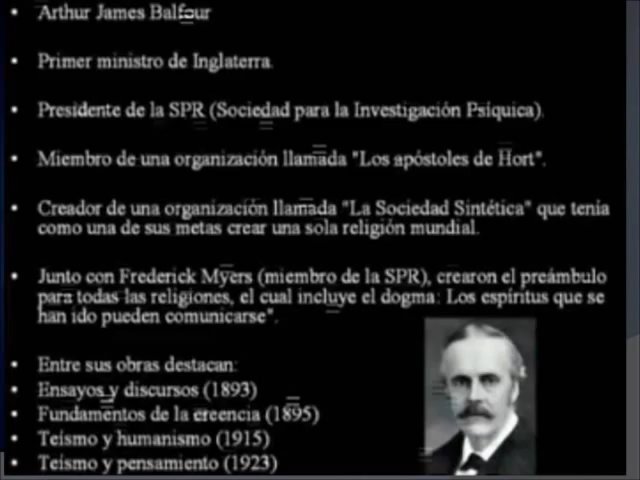 • Arthur James Balfour
• Primer ministro de Inglaterra.
• Presidente de la SPR (Sociedad para la Investigación Psíquica).
• Miembro de una organización llamada "Los apóstoles de Hort".
• Creador de una organización llamada "La Sociedad Sintética" que tenía
como una de sus metas crear una sola religión mundial.
• Junto con Frederick Myers (miembro de la SPR), crearon el preámbulo
para todas las religiones, el cual incluye el dogma: Los espíritus que se
han ido pueden comunicarse".
• Entre sus obras destacan:
• Ensayos y discursos (1893)
• Fundamentos de la creencia (1895)
• Teísmo y humanismo (1915)
• Teísmo y pensamiento (1923)